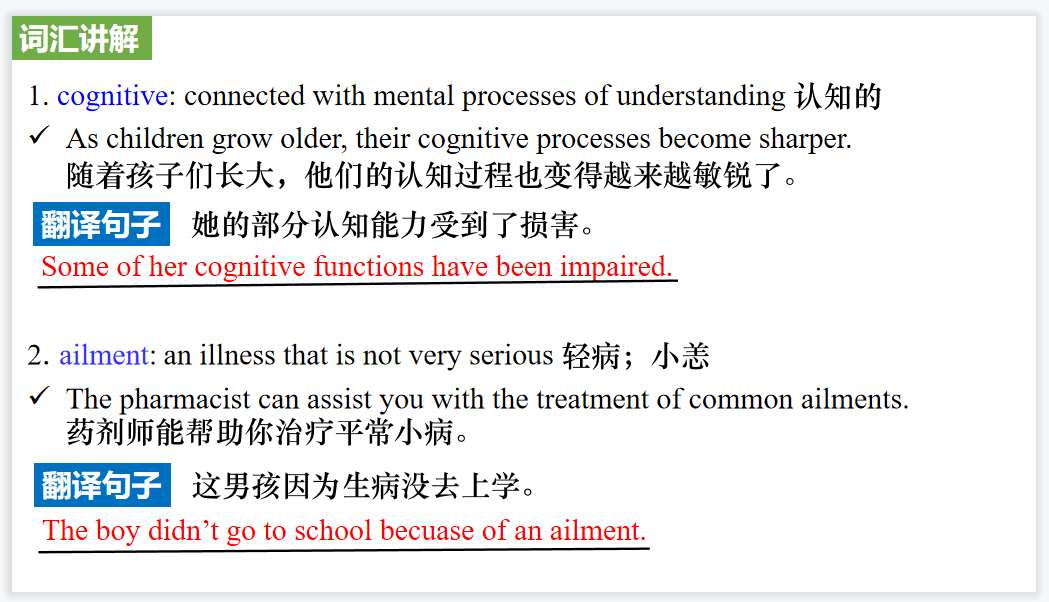 词汇讲解
1. cognitive: connected with mental processes of understanding 认知的
✓ As children grow older, their cognitive processes become sharper.
随着孩子们长大，他们的认知过程也变得越来越敏锐了。
翻译句子 她的部分认知能力受到了损害。
Some of her cognitive functions have been impaired.
2. ailment: an illness that is not very serious 轻病；小恙
✓ The pharmacist can assist you with the treatment of common ailments.
药剂师能帮助你治疗平常小病。
翻译句子 这男孩因为生病没去上学。
The boy didn’t go to school becuase of an ailment.